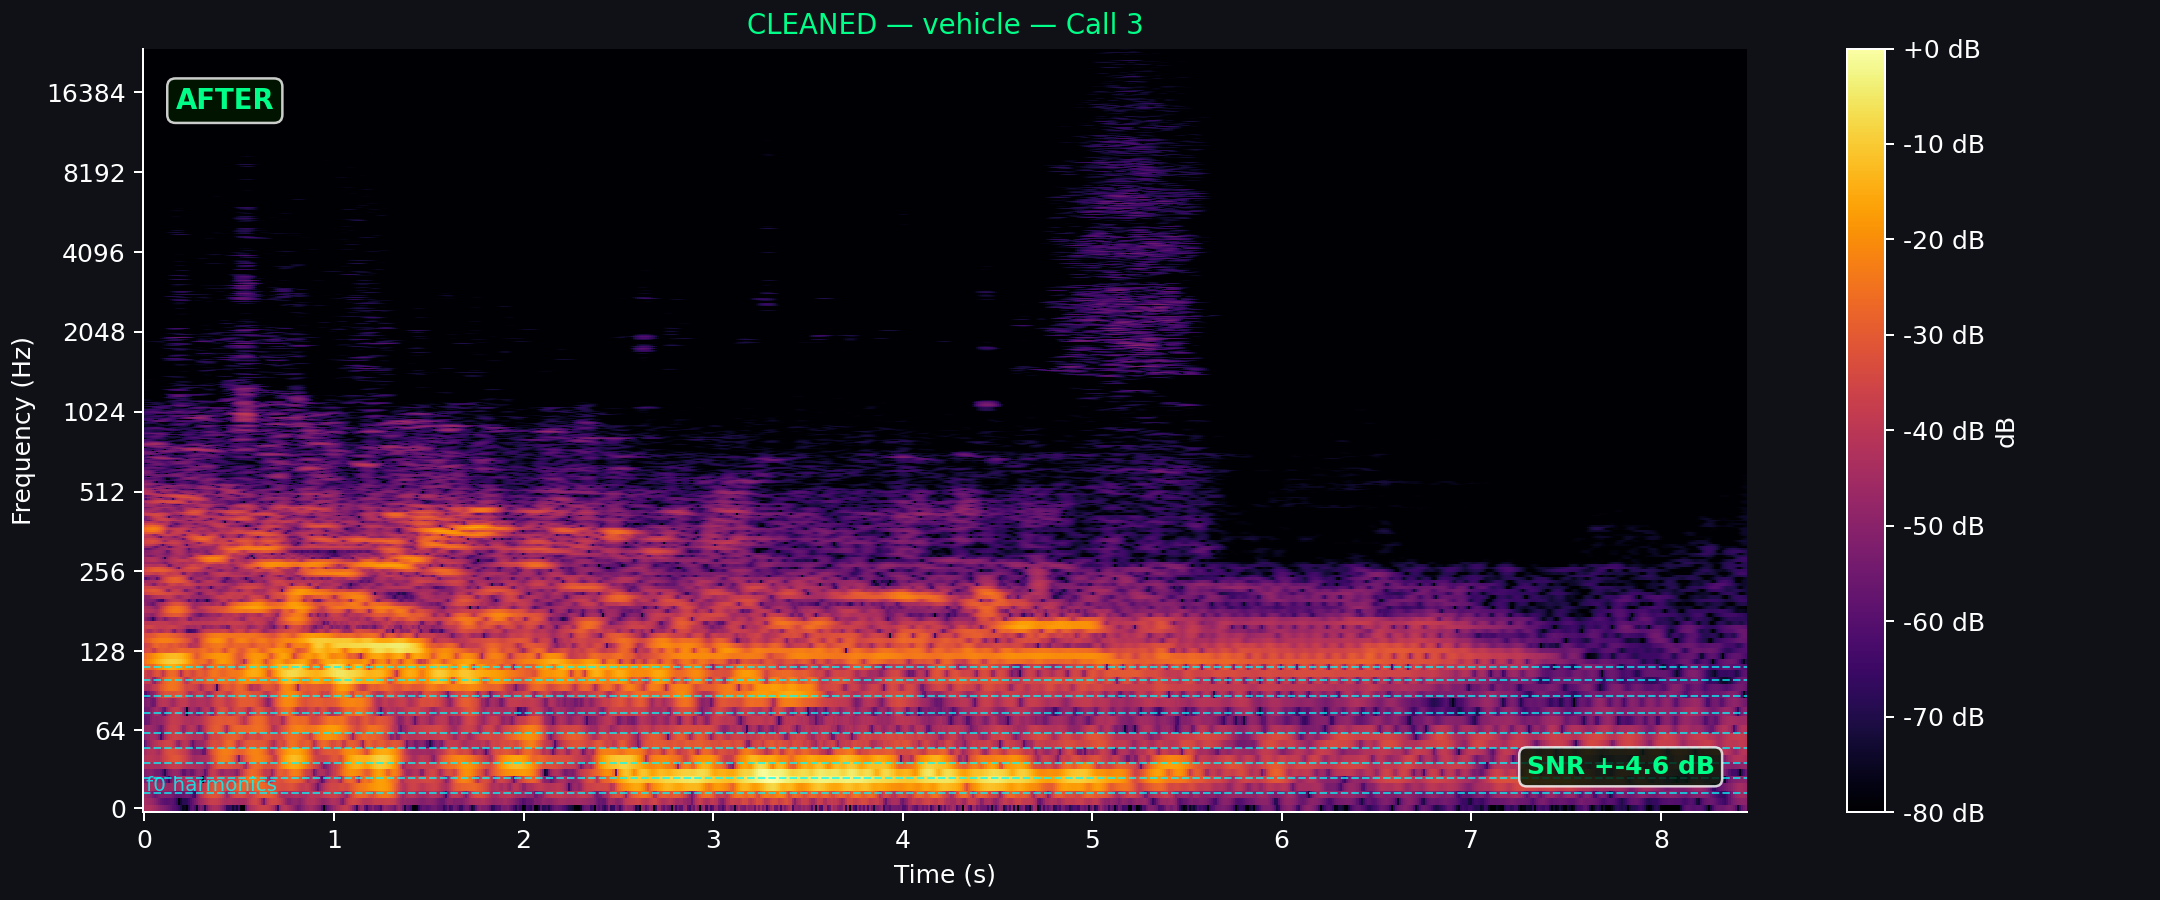 CLEANED — vehicle — Call 3
AFTER
Frequency (Hz)
16384
8192
4096
2048
1024
512
256
128
64
0
f0 harmonics
SNR +-4.6 dB
0 1 2 3 4 5 6 7 8
Time (s)
+0 dB
-10 dB
-20 dB
-30 dB
-40 dB
-50 dB
-60 dB
-70 dB
-80 dB
dB